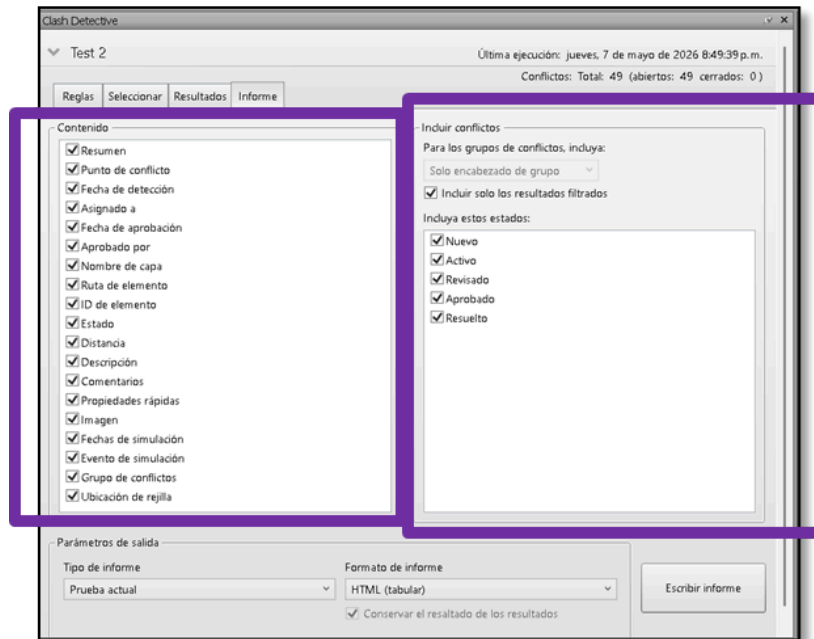 Clash Detective
Test 2
Última ejecución: jueves, 7 de mayo de 2026 8:49:39 p. m.
Conflictos: Total: 49 (abiertos: 49 cerrados: 0)
Reglas Seleccionar Resultados Informe
Contenido
Resumen
Punto de conflicto
Fecha de detección
Asignado a
Fecha de aprobación
Aprobado por
Nombre de capa
Ruta de elemento
ID de elemento
Estado
Distancia
Descripción
Comentarios
Propiedades rápidas
Imagen
Fechas de simulación
Evento de simulación
Grupo de conflictos
Ubicación de rejilla
Incluir conflictos
Para los grupos de conflictos, incluya:
Solo encabezado de grupo
Incluir solo los resultados filtrados
Incluya estos estados:
Nuevo
Activo
Revisado
Aprobado
Resuelto
Parámetros de salida
Tipo de informe
Prueba actual
Formato de informe
HTML (tabular)
Conservar el resaltado de los resultados
Escribir informe